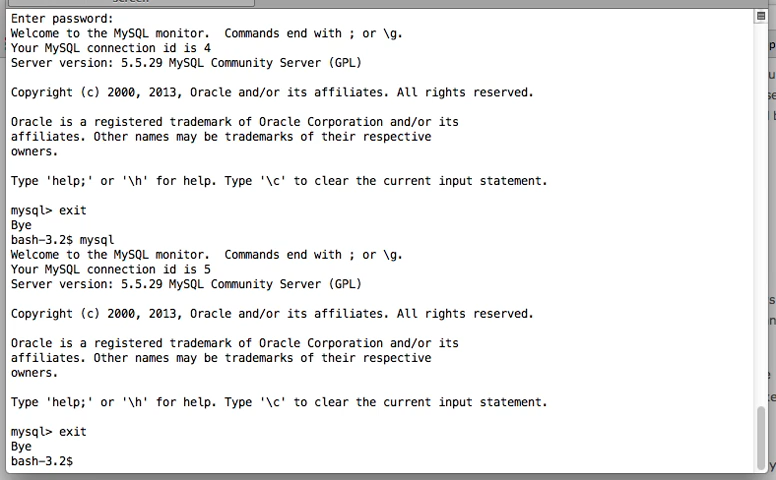 Enter password:
Welcome to the MySQL monitor.  Commands end with ; or \g.
Your MySQL connection id is 4
Server version: 5.5.29 MySQL Community Server (GPL)

Copyright (c) 2000, 2013, Oracle and/or its affiliates. All rights reserved.

Oracle is a registered trademark of Oracle Corporation and/or its
affiliates. Other names may be trademarks of their respective
owners.

Type 'help;' or '\h' for help. Type '\c' to clear the current input statement.

mysql> exit
Bye
bash-3.2$ mysql
Welcome to the MySQL monitor.  Commands end with ; or \g.
Your MySQL connection id is 5
Server version: 5.5.29 MySQL Community Server (GPL)

Copyright (c) 2000, 2013, Oracle and/or its affiliates. All rights reserved.

Oracle is a registered trademark of Oracle Corporation and/or its
affiliates. Other names may be trademarks of their respective
owners.

Type 'help;' or '\h' for help. Type '\c' to clear the current input statement.

mysql> exit
Bye
bash-3.2$